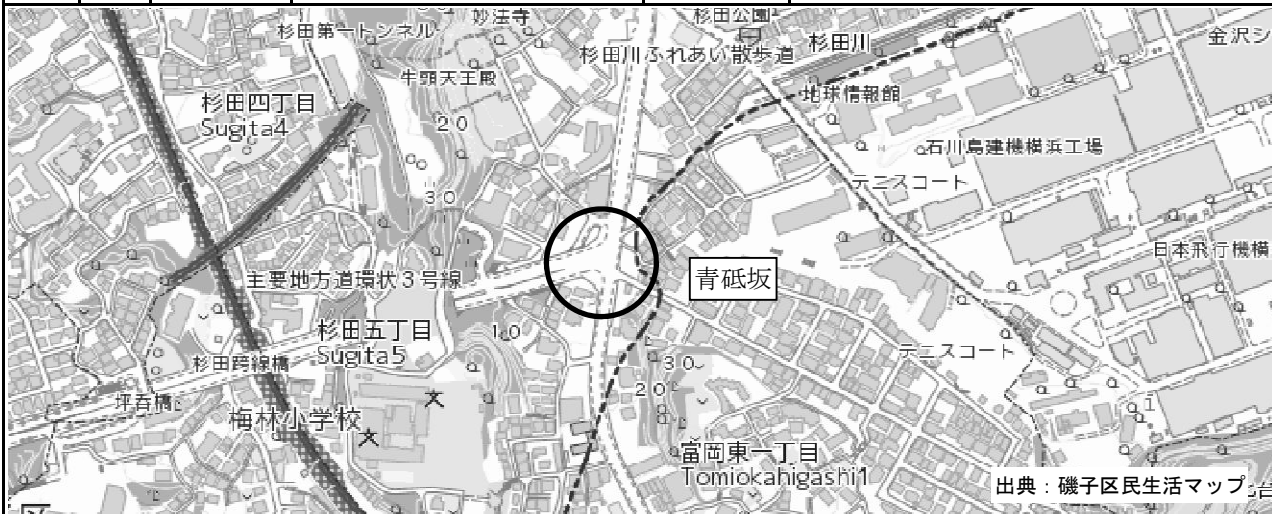 妙法寺
杉田公園
杉田第一トンネル
杉田川ふれあい散歩道
杉田川
金沢シ
牛頭天王殿
地球情報館
杉田四丁目
Sugita4
20
石川島建機横浜工場
テニスコート
30
日本飛行機横
主要地方道環状3号線
青砥坂
杉田五丁目
Sugita5
10
杉田跨線橋
テニスコート
30
20
坪呑橋
梅林小学校
富岡東一丁目
Tomiokahigashi1
出典:磯子区民生活マップ